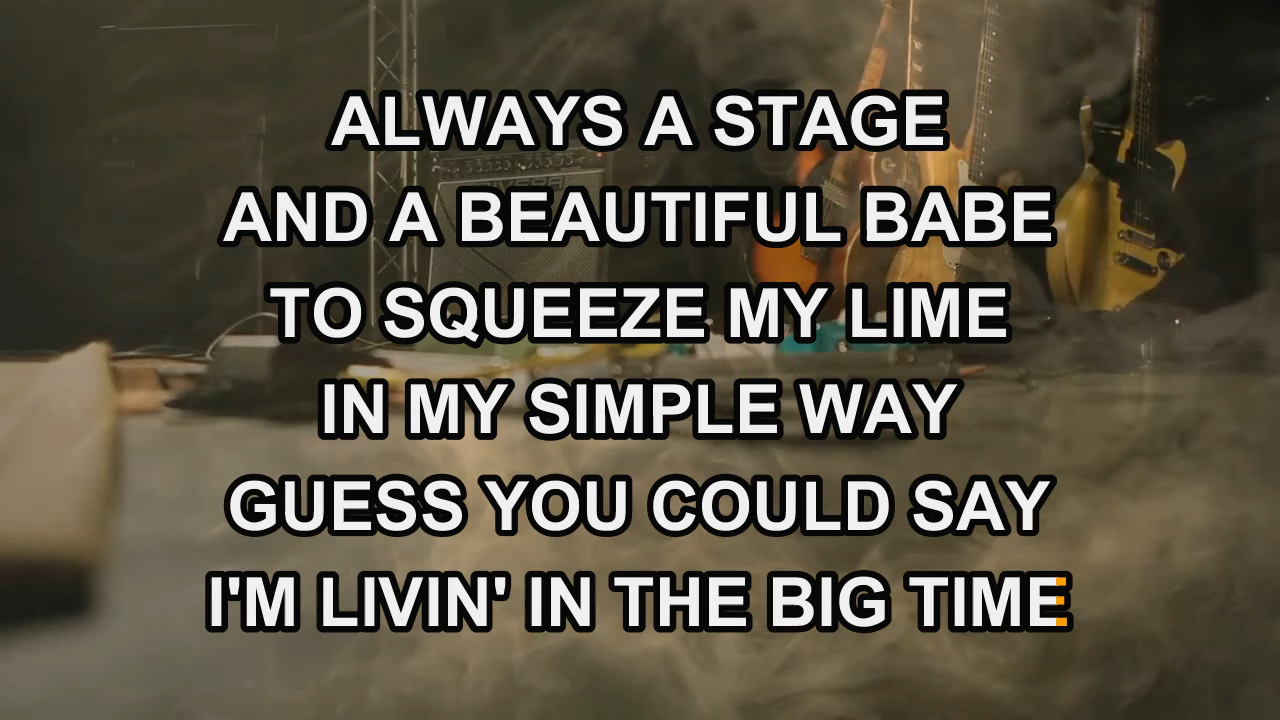 ALWAYS A STAGE
AND A BEAUTIFUL BABE
TO SQUEEZE MY LIME
IN MY SIMPLE WAY
GUESS YOU COULD SAY
I'M LIVIN' IN THE BIG TIME